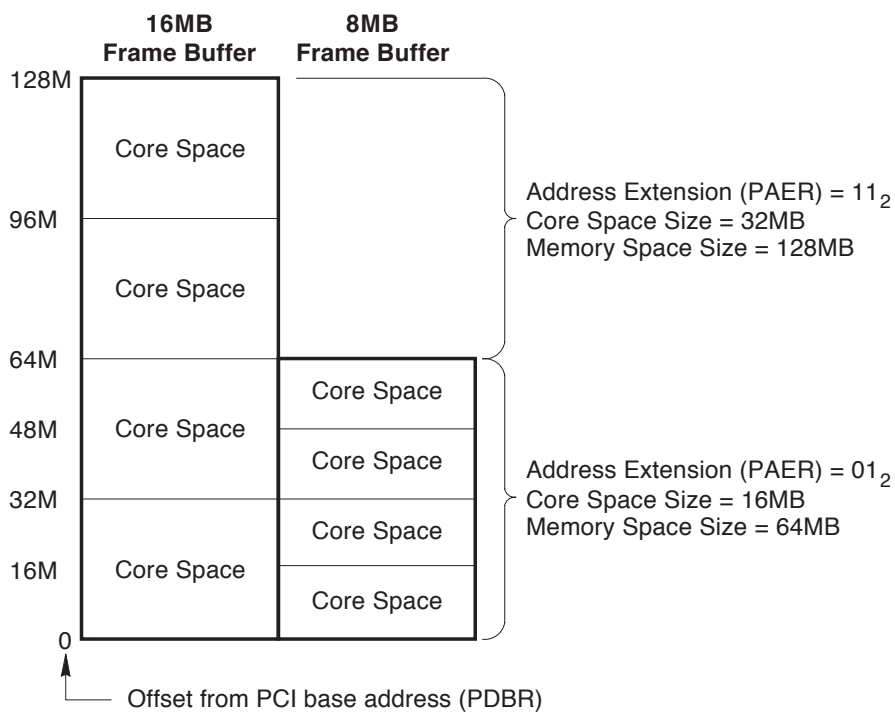 16MB
Frame Buffer
8MB
Frame Buffer
128M
Core Space
Address Extension (PAER) = 11₂
Core Space Size = 32MB
Memory Space Size = 128MB
96M
Core Space
64M
Core Space
48M
Core Space
Core Space
Address Extension (PAER) = 01₂
Core Space Size = 16MB
Memory Space Size = 64MB
32M
Core Space
16M
Core Space
Core Space
0
Offset from PCI base address (PDBR)